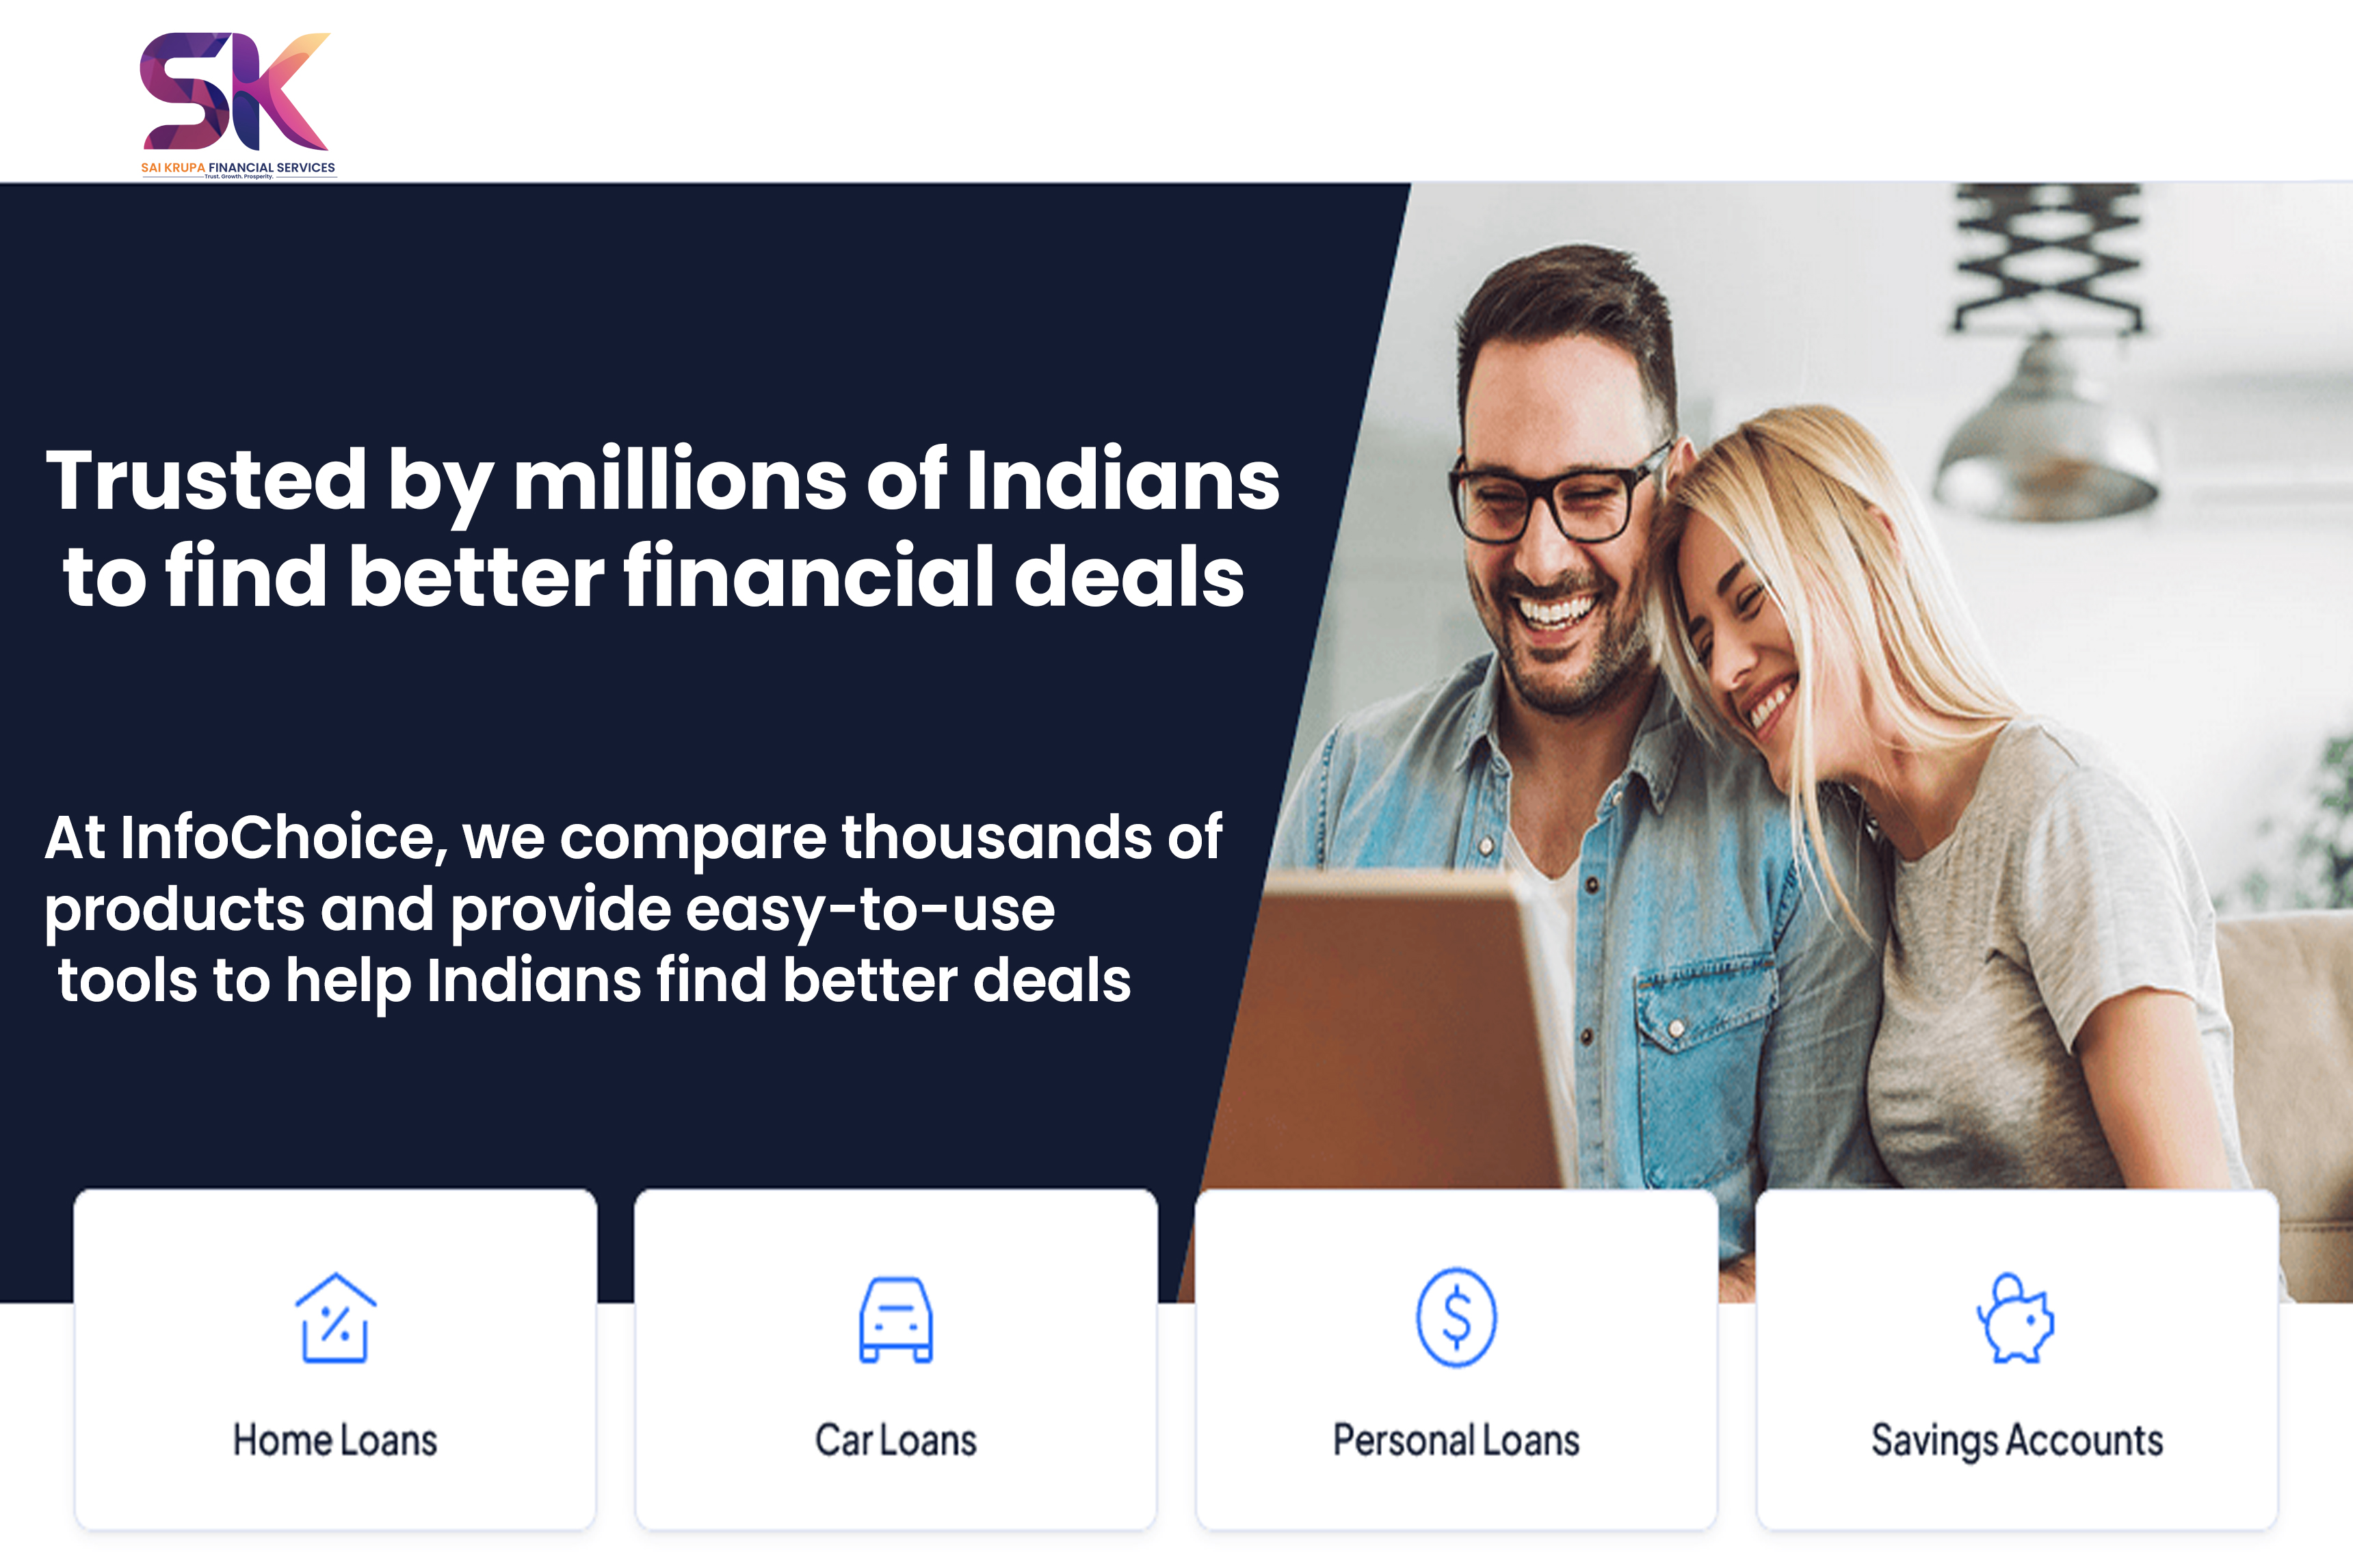 SK
SAI KRUPA FINANCIAL SERVICES
Trust. Growth. Prosperity.
Trusted by millions of Indians
to find better financial deals
At InfoChoice, we compare thousands of
products and provide easy-to-use
tools to help Indians find better deals
Home Loans
Car Loans
Personal Loans
Savings Accounts